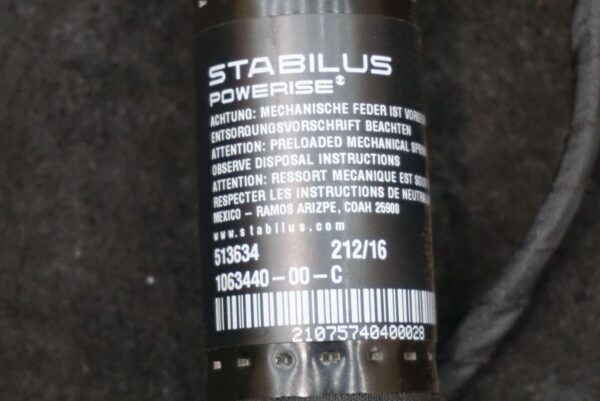 STABILUS
POWERISE®
ACHTUNG: MECHANISCHE FEDER IST
ENTSORGUNGSVORSCHRIFT BEACHTEN
ATTENTION: PRELOADED MECHANICAL
OBSERVE DISPOSAL INSTRUCTIONS
ATTENTION: RESSORT MECANIQUE EST
RESPECTER LES INSTRUCTIONS DE
MEXICO – RAMOS ARIZPE, COAH 25900
www.stabilus.com
513634 212/16
1063440-00-C
21075740400028